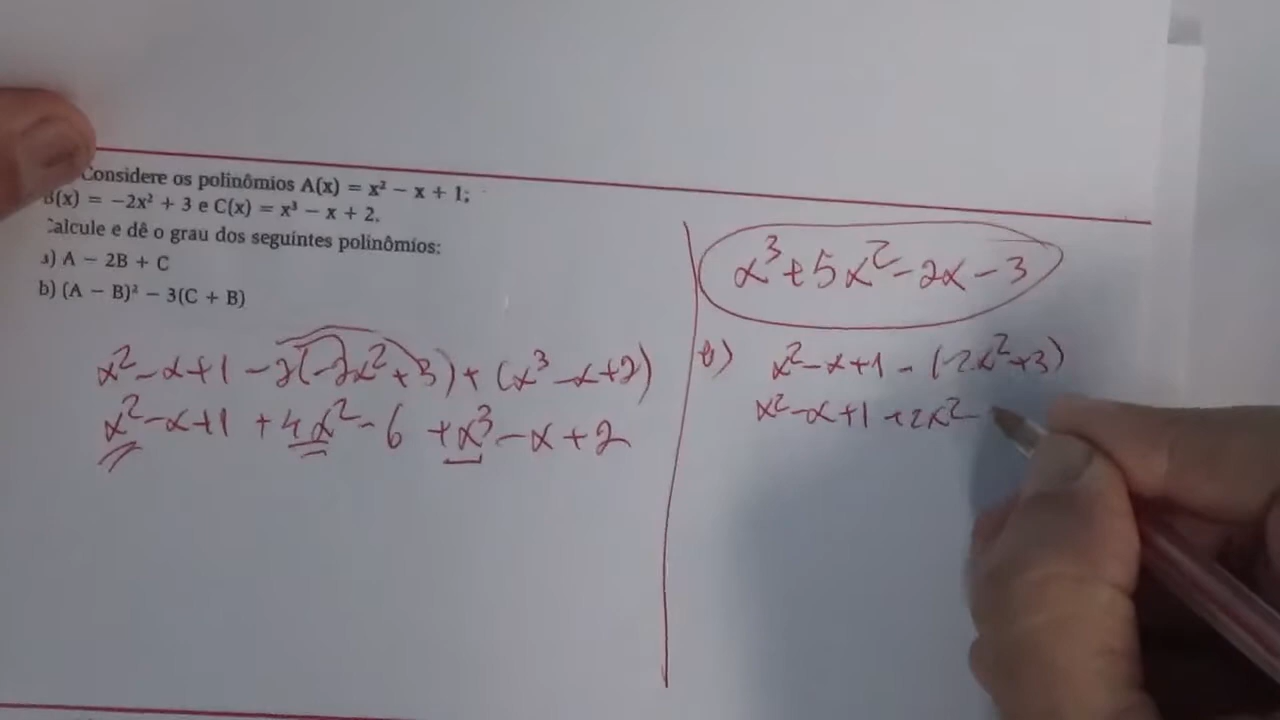 Considere os polinômios A(x) = x² − x + 1;
B(x) = −2x² + 3 e C(x) = x³ − x + 2.
Calcule e dê o grau dos seguintes polinômios:
a) A − 2B + C
b) (A − B)² − 3(C + B)
x² − x + 1 − 2(−2x² + 3) + (x³ − x + 2)
x² − x + 1 + 4x² − 6 + x³ − x + 2
x³ + 5x² − 2x − 3
b) x² − x + 1 − (−2x² + 3)
x² − x + 1 + 2x² −